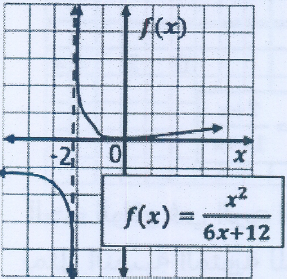 f(x)
-2 0 x
f(x) = x²/6x+12